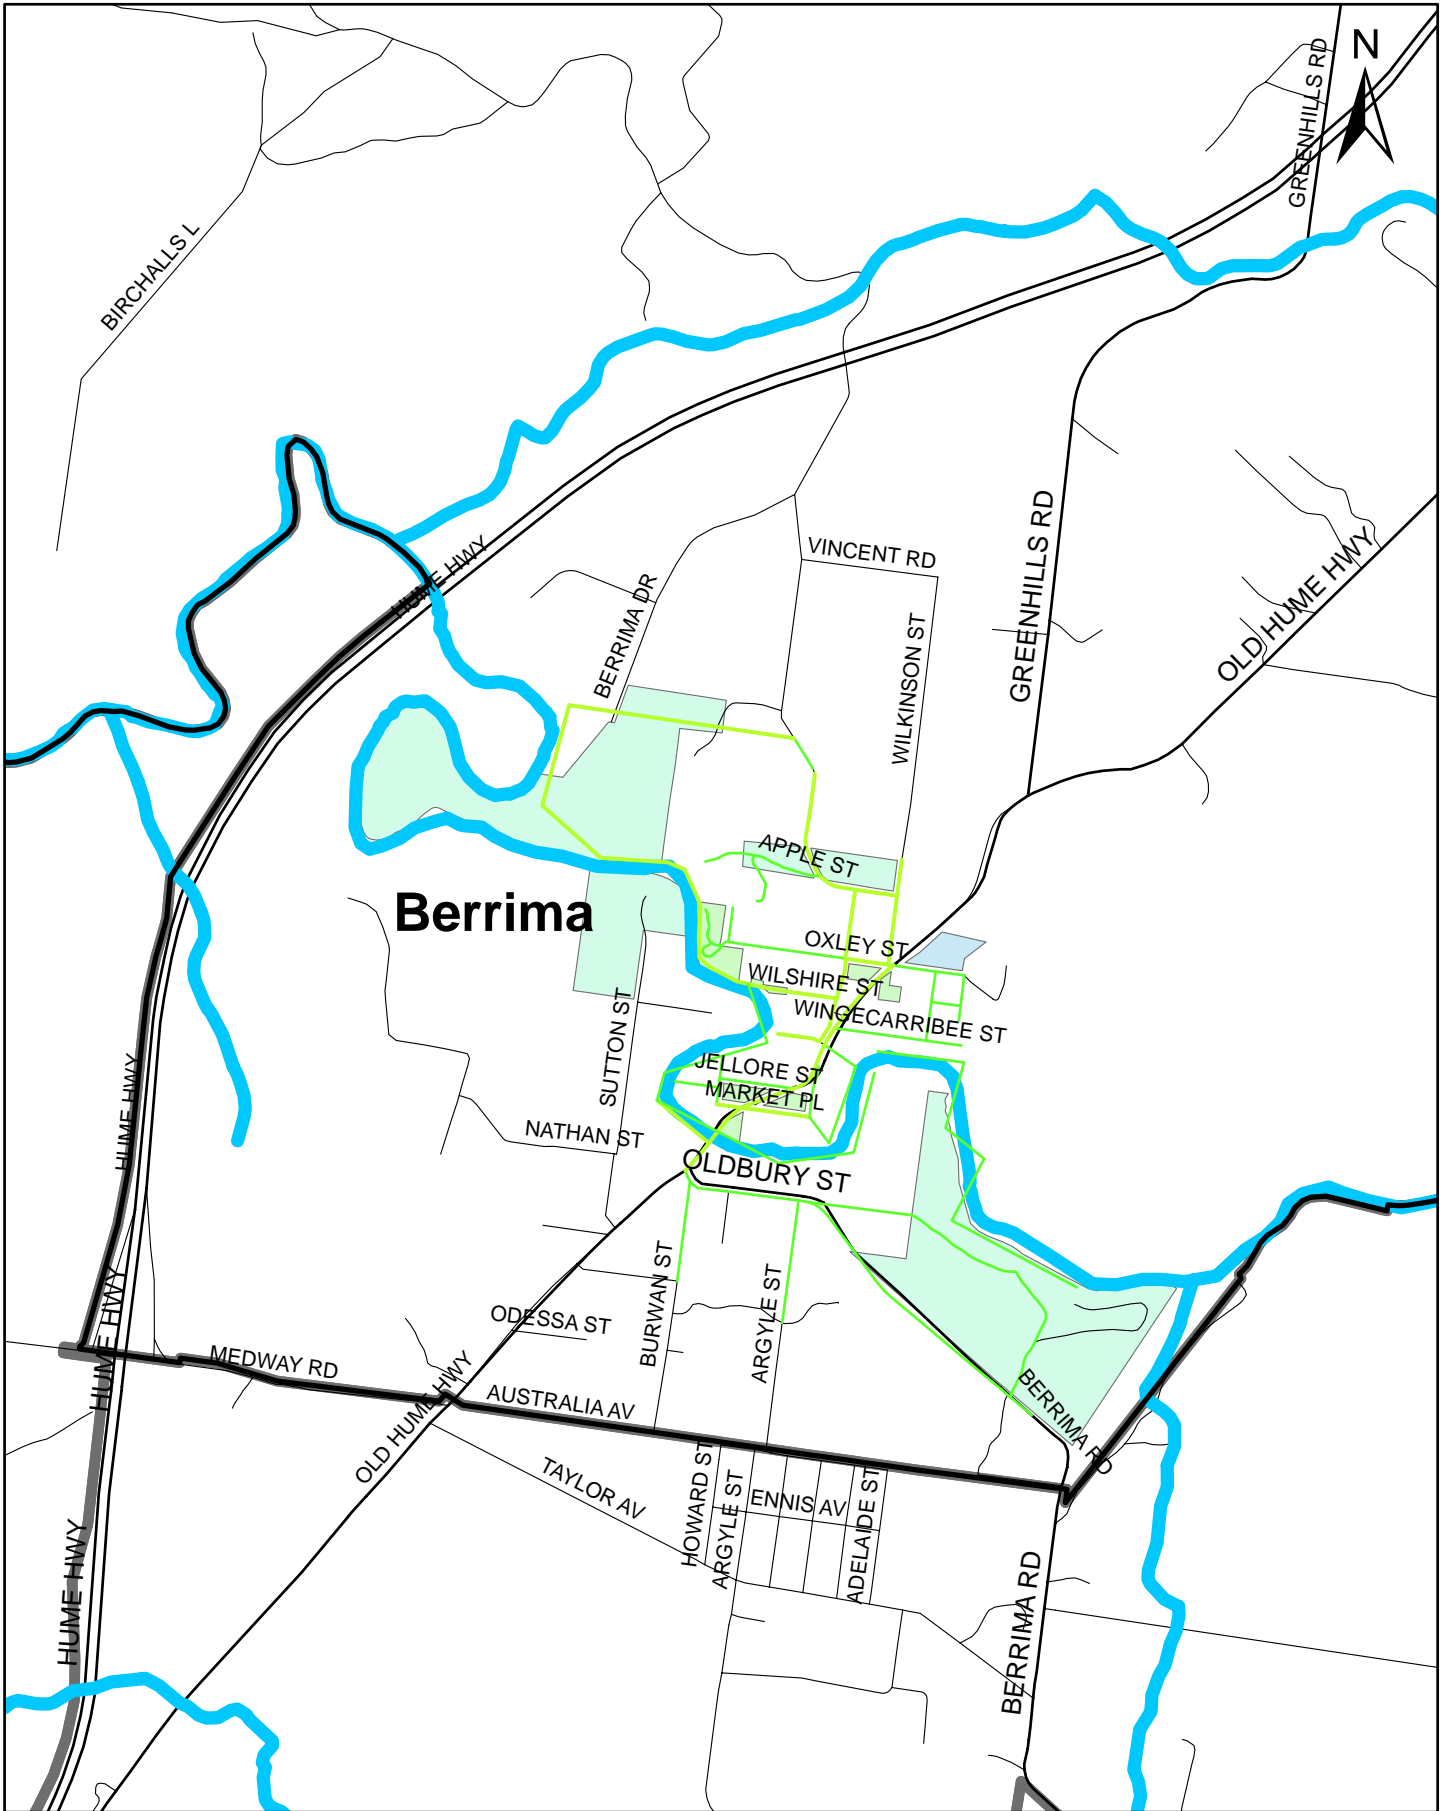 N
GREENHILLS RD
BIRCHALLS L
HUME HWY
VINCENT RD
GREENHILLS RD
OLD HUME HWY
BERRIMA DR
WILKINSON ST
APPLE ST
Berrima
OXLEY ST
WILSHIRE ST
WINGECARRIBEE ST
SUTTON ST
JELLORE ST
MARKET PL
HUME HWY
NATHAN ST
OLDBURY ST
BURWAN ST
ARGYLE ST
HUME HWY
ODESSA ST
MEDWAY RD
OLD HUME HWY
AUSTRALIA AV
BERRIMA RD
TAYLOR AV
HOWARD ST
ARGYLE ST
ENNIS AV
ADELAIDE ST
HUME HWY
BERRIMA RD